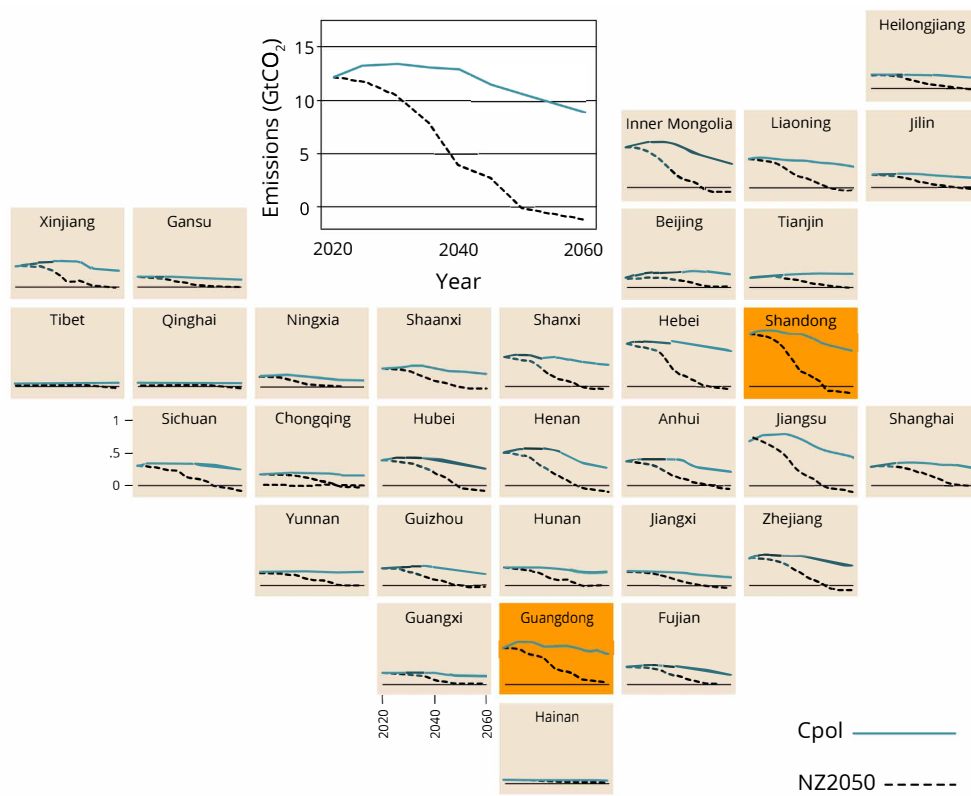 Heilongjiang
15
10
5
0
Emissions (GtCO2)
2020
2040
2060
Year
Inner Mongolia
Liaoning
Jilin
Xinjiang
Gansu
Beijing
Tianjin
Tibet
Qinghai
Ningxia
Shaanxi
Shanxi
Hebei
Shandong
1
.5
0
Sichuan
Chongqing
Hubei
Henan
Anhui
Jiangsu
Shanghai
Yunnan
Guizhou
Hunan
Jiangxi
Zhejiang
Guangxi
Guangdong
Fujian
2020
2040
2060
Hainan
Cpol
NZ2050